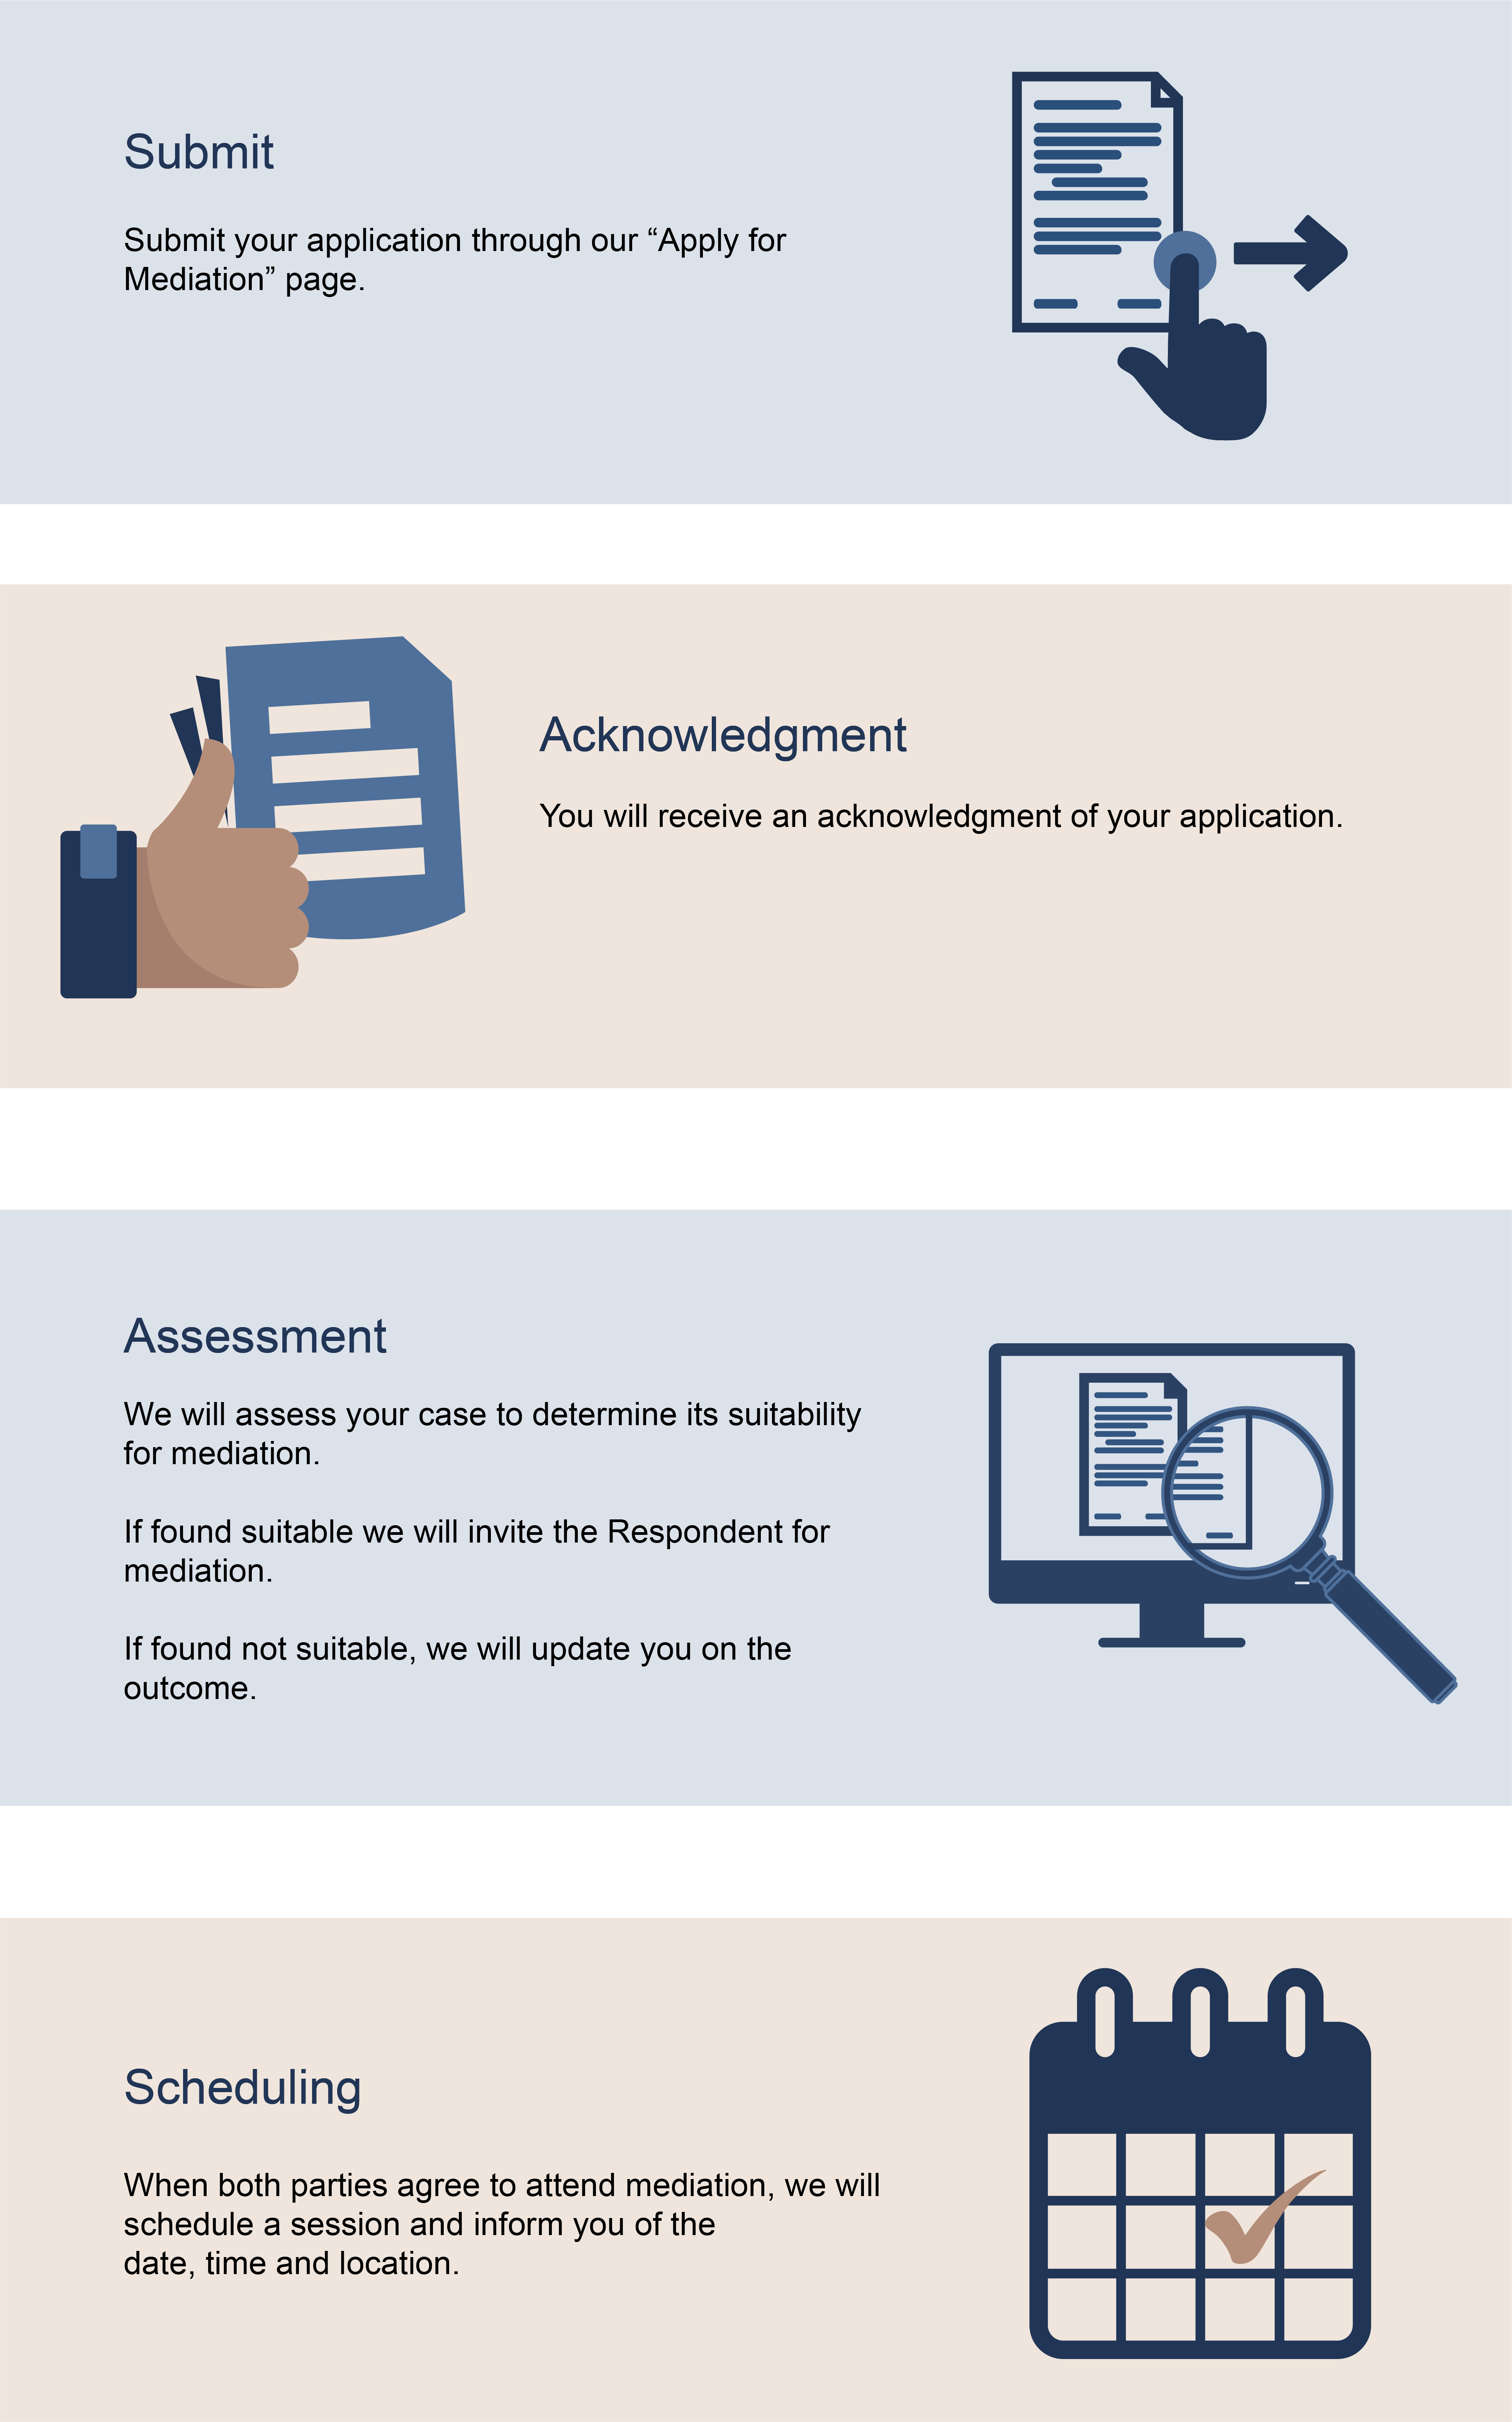 Submit
Submit your application through our “Apply for
Mediation” page.
Acknowledgment
You will receive an acknowledgment of your application.
Assessment
We will assess your case to determine its suitability
for mediation.
If found suitable we will invite the Respondent for
mediation.
If found not suitable, we will update you on the
outcome.
Scheduling
When both parties agree to attend mediation, we will
schedule a session and inform you of the
date, time and location.